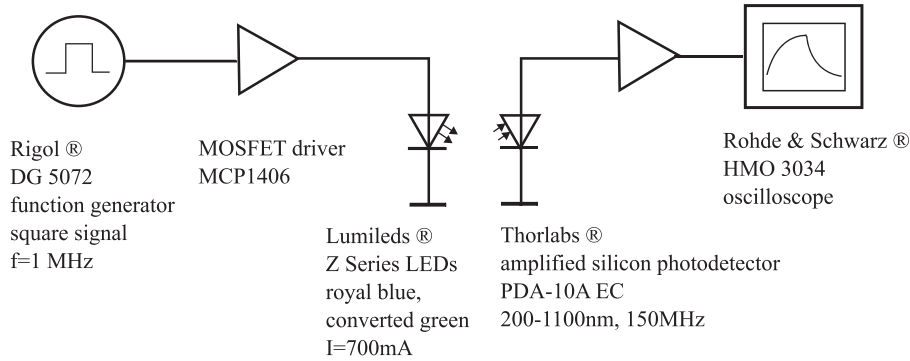 Rigol ®
DG 5072
function generator
square signal
f=1 MHz
MOSFET driver
MCP1406
Lumileds ®
Z Series LEDs
royal blue,
converted green
I=700mA
Thorlabs ®
amplified silicon photodetector
PDA-10A EC
200-1100nm, 150MHz
Rohde & Schwarz ®
HMO 3034
oscilloscope